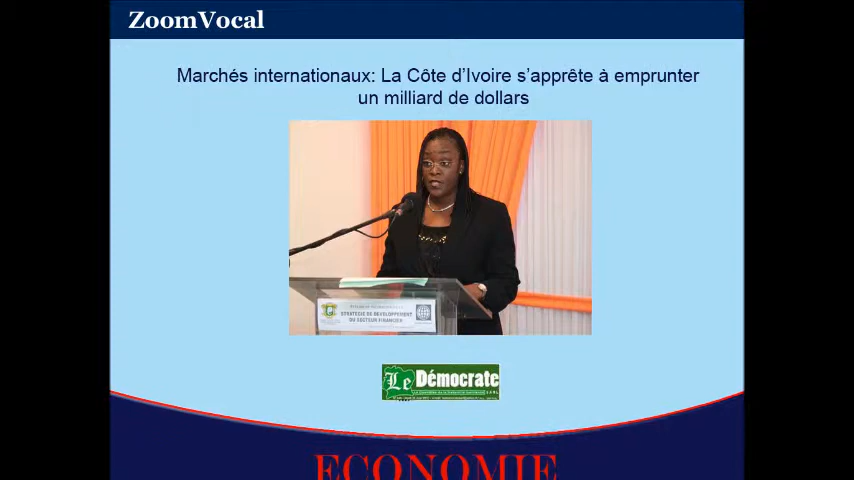 ZoomVocal
Marchés internationaux: La Côte d'Ivoire s'apprête à emprunter
un milliard de dollars
STRATEGIE DE DEVELOPPEMENT
DU SECTEUR FINANCIER
Le Démocrate
ECONOMIE